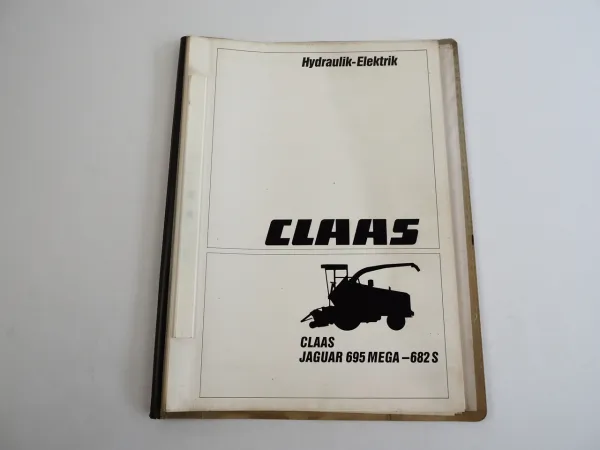 Hydraulik-Elektrik
CLAAS
CLAAS
JAGUAR 695 MEGA -682 S